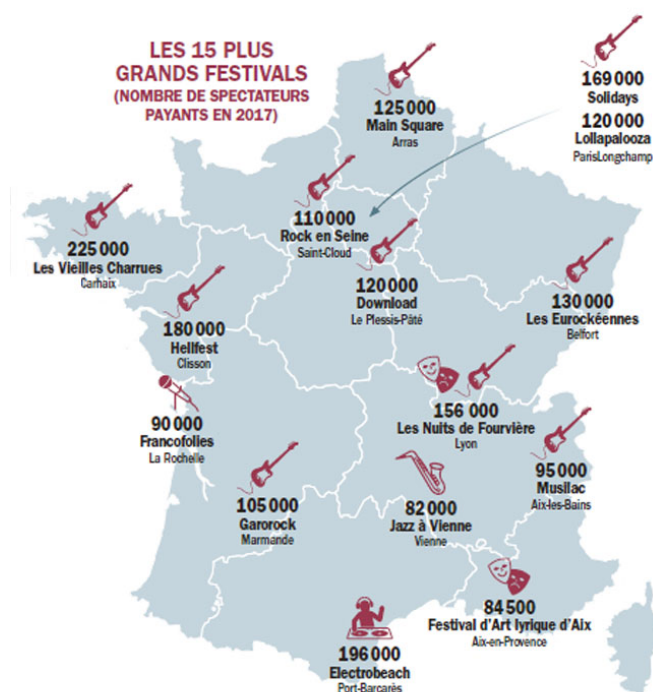 LES 15 PLUS
GRANDS FESTIVALS
(NOMBRE DE SPECTATEURS
PAYANTS EN 2017)
169 000
Solidays
120 000
Lollapalooza
ParisLongchamp
125 000
Main Square
Arras
110 000
Rock en Seine
Saint-Cloud
225 000
Les Vieilles Charrues
Carhaix
120 000
Download
Le Plessis-Pâté
130 000
Les Eurockéennes
Belfort
180 000
Hellfest
Clisson
156 000
Les Nuits de Fourvière
Lyon
90 000
Francofolies
La Rochelle
95 000
Musilac
Aix-les-Bains
105 000
Garorock
Marmande
82 000
Jazz à Vienne
Vienne
84 500
Festival d'Art lyrique d'Aix
Aix-en-Provence
196 000
Electrobeach
Port-Barcarès